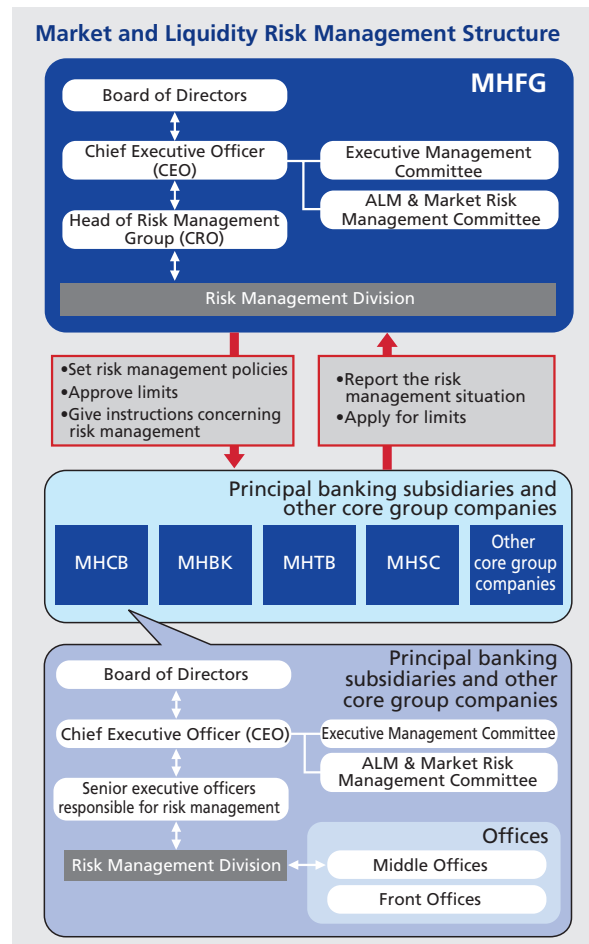 Market and Liquidity Risk Management Structure
MHFG
Board of Directors
Chief Executive Officer
(CEO)
Executive Management
Committee
ALM & Market Risk
Management Committee
Head of Risk Management
Group (CRO)
Risk Management Division
•Set risk management policies
•Approve limits
•Give instructions concerning
risk management
•Report the risk
management situation
•Apply for limits
Principal banking subsidiaries and
other core group companies
MHCB
MHBK
MHTB
MHSC
Other
core group
companies
Principal banking
subsidiaries and other
core group companies
Board of Directors
Chief Executive Officer (CEO)
Executive Management Committee
ALM & Market Risk
Management Committee
Senior executive officers
responsible for risk management
Risk Management Division
Offices
Middle Offices
Front Offices